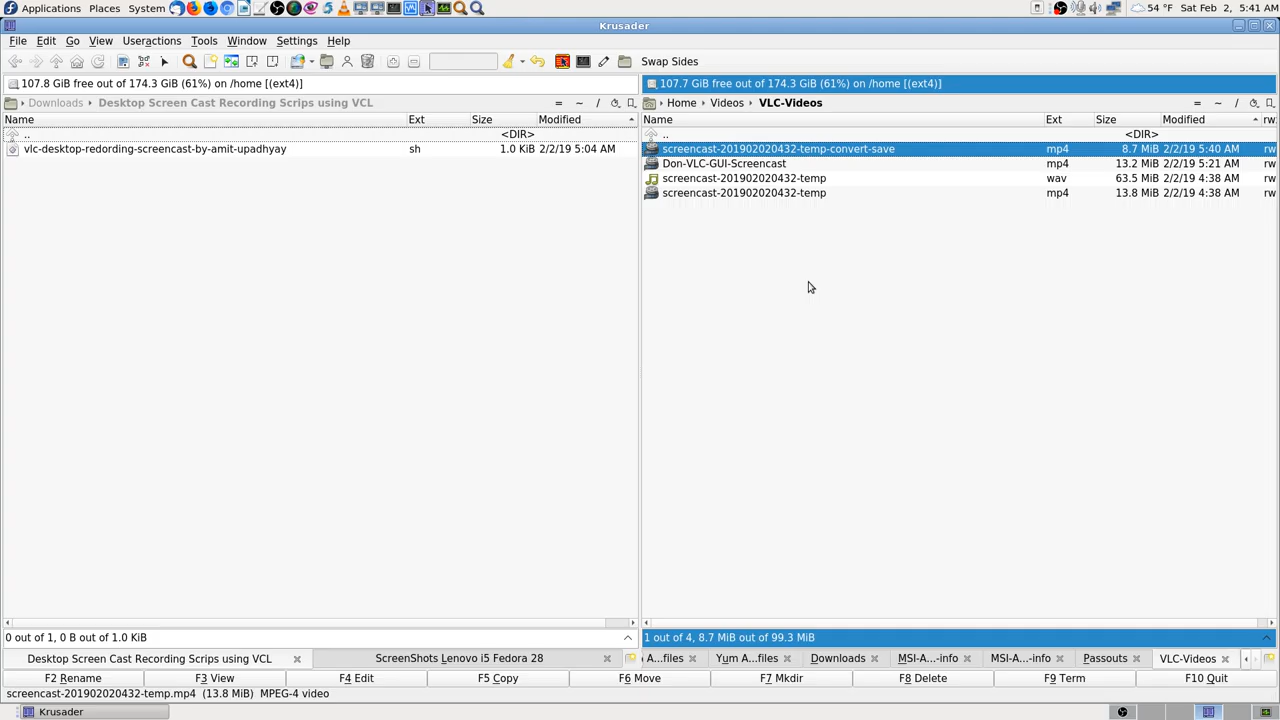 Applications Places System 54 °F Sat Feb 2, 5:41 AM
Krusader
File Edit Go View Useractions Tools Window Settings Help
Swap Sides
107.8 GiB free out of 174.3 GiB (61%) on /home [(ext4)]
107.7 GiB free out of 174.3 GiB (61%) on /home [(ext4)]
Downloads › Desktop Screen Cast Recording Scrips using VCL = ~ /
Home › Videos › VLC-Videos = ~ /
Name Ext Size Modified
.. <DIR>
vlc-desktop-redording-screencast-by-amit-upadhyay sh 1.0 KiB 2/2/19 5:04 AM
Name Ext Size Modified rw
.. <DIR>
screencast-201902020432-temp-convert-save mp4 8.7 MiB 2/2/19 5:40 AM rw
Don-VLC-GUI-Screencast mp4 13.2 MiB 2/2/19 5:21 AM rw
screencast-201902020432-temp wav 63.5 MiB 2/2/19 4:38 AM rw
screencast-201902020432-temp mp4 13.8 MiB 2/2/19 4:38 AM rw
0 out of 1, 0 B out of 1.0 KiB
1 out of 4, 8.7 MiB out of 99.3 MiB
Desktop Screen Cast Recording Scrips using VCL ScreenShots Lenovo i5 Fedora 28
A...files Yum A...files Downloads MSI-A...-info MSI-A...-info Passouts VLC-Videos
F2 Rename F3 View F4 Edit F5 Copy F6 Move F7 Mkdir F8 Delete F9 Term F10 Quit
screencast-201902020432-temp.mp4 (13.8 MiB) MPEG-4 video
Krusader